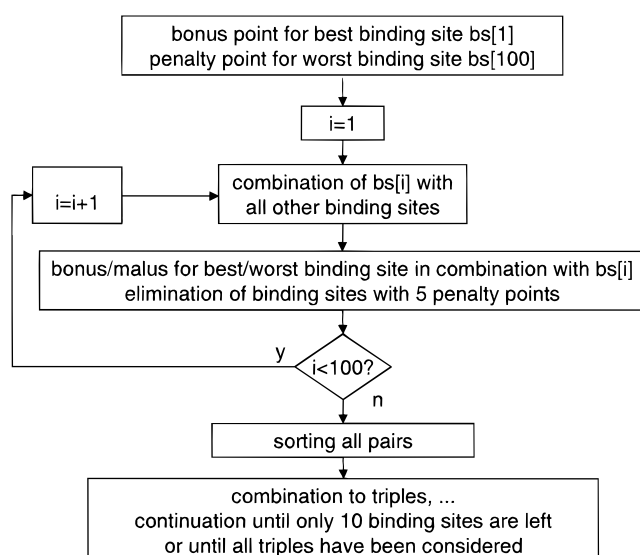 bonus point for best binding site bs[1]
penalty point for worst binding site bs[100]
i=1
i=i+1
combination of bs[i] with
all other binding sites
bonus/malus for best/worst binding site in combination with bs[i]
elimination of binding sites with 5 penalty points
y
i<100?
n
sorting all pairs
combination to triples, ...
continuation until only 10 binding sites are left
or until all triples have been considered